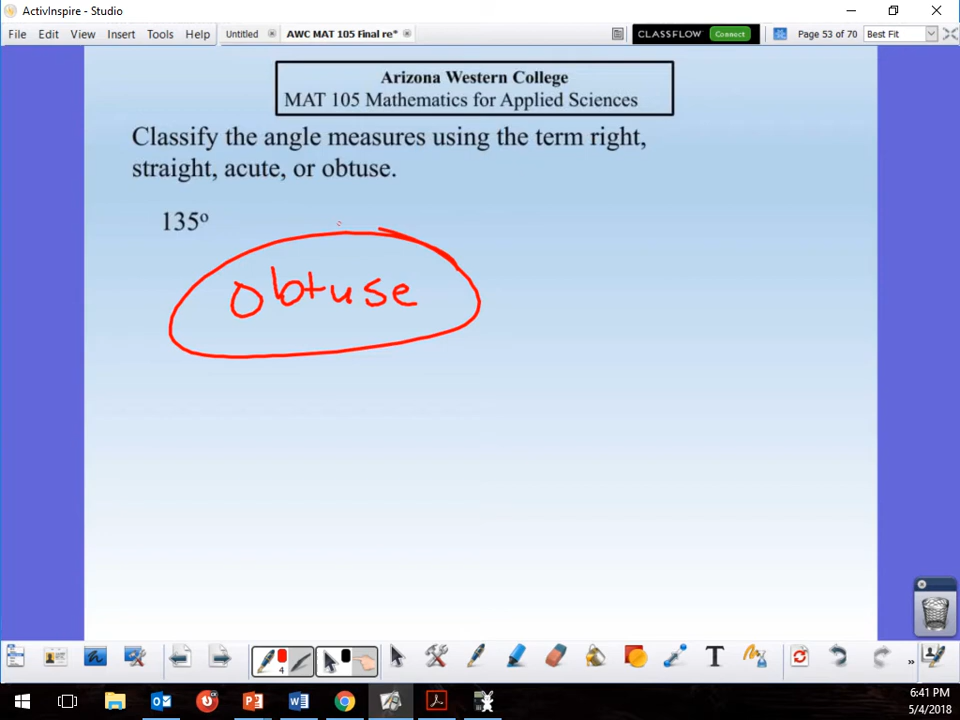 ActivInspire - Studio
File Edit View Insert Tools Help Untitled AWC MAT 105 Final re* CLASSFLOW Connect Page 53 of 70 Best Fit
Arizona Western College
MAT 105 Mathematics for Applied Sciences
Classify the angle measures using the term right,
straight, acute, or obtuse.
135º
obtuse
4
T
»
6:41 PM
5/4/2018